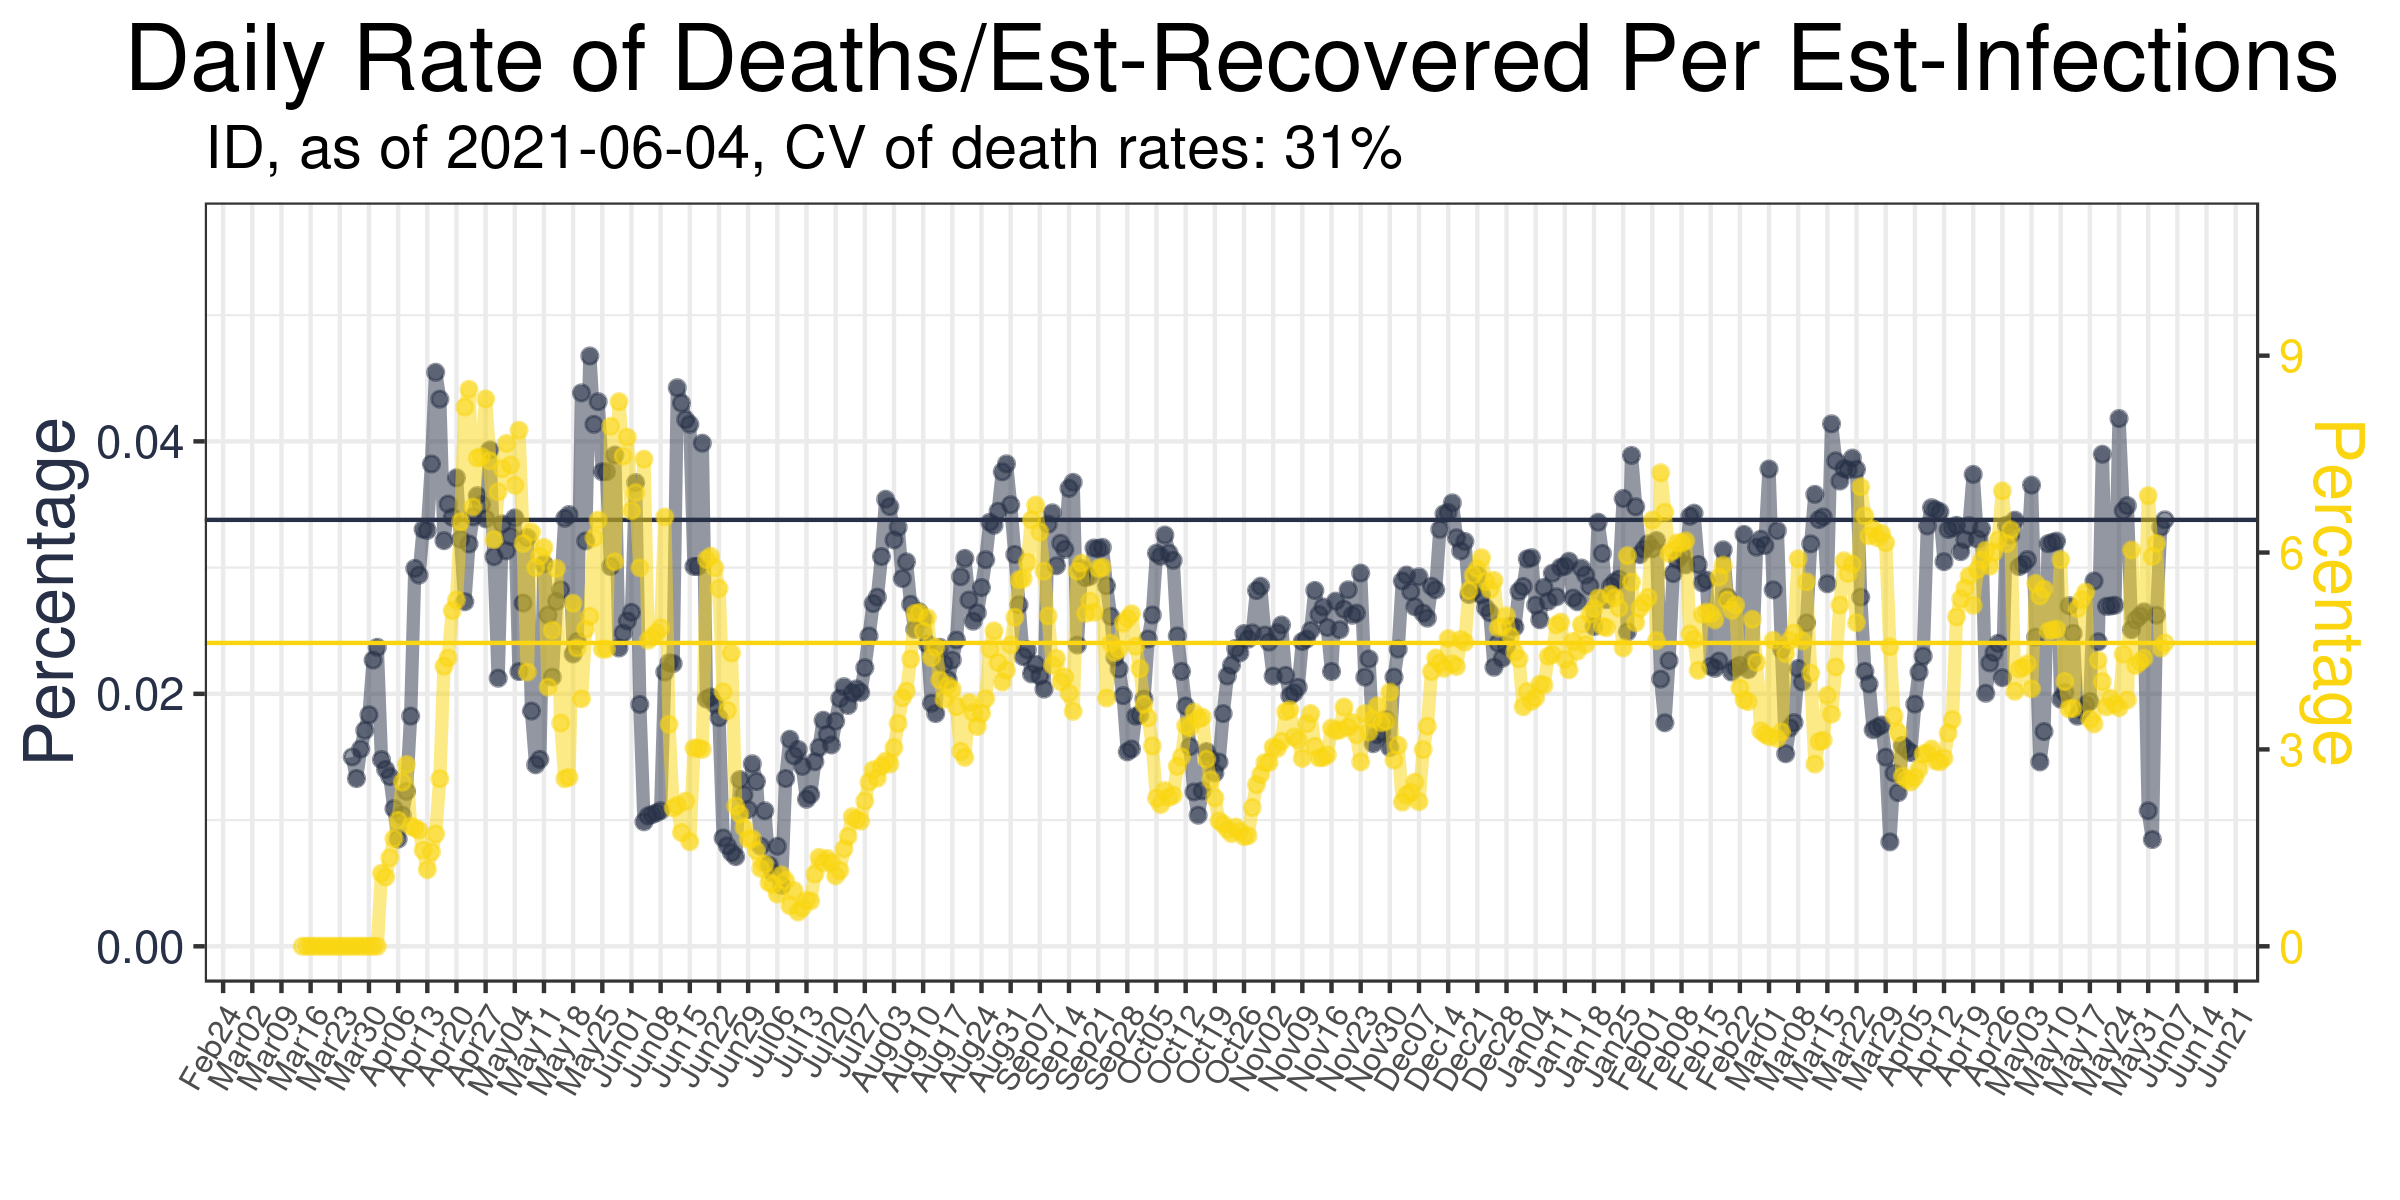 Daily Rate of Deaths/Est-Recovered Per Est-Infections
ID, as of 2021-06-04, CV of death rates: 31%
Percentage
0.04
0.02
0.00
9
6
3
0
Percentage
Feb24
Mar02
Mar09
Mar16
Mar23
Mar30
Apr06
Apr13
Apr20
Apr27
May04
May11
May18
May25
Jun01
Jun08
Jun15
Jun22
Jun29
Jul06
Jul13
Jul20
Jul27
Aug03
Aug10
Aug17
Aug24
Aug31
Sep07
Sep14
Sep21
Sep28
Oct05
Oct12
Oct19
Oct26
Nov02
Nov09
Nov16
Nov23
Nov30
Dec07
Dec14
Dec21
Dec28
Jan04
Jan11
Jan18
Jan25
Feb01
Feb08
Feb15
Feb22
Mar01
Mar08
Mar15
Mar22
Mar29
Apr05
Apr12
Apr19
Apr26
May03
May10
May17
May24
May31
Jun07
Jun14
Jun21